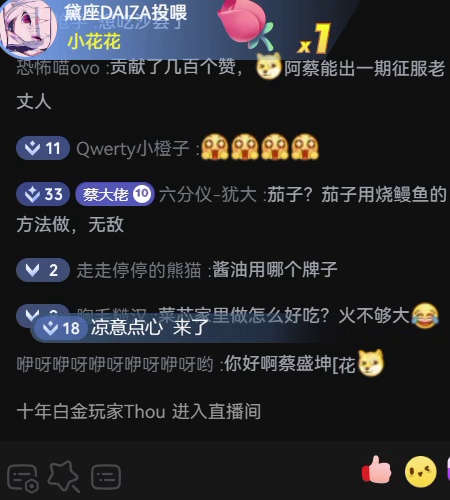 黛座DAIZA投喂
小花花
x1
恐怖喵ovo :贡献了几百个赞，阿蔡能出一期征服老
丈人
11 Qwerty小橙子 :
33 蔡大佬 10 六分仪-犹大 :茄子？茄子用烧鳗鱼的
方法做，无敌
2 走走停停的熊猫 :酱油用哪个牌子
菜芯家里做怎么好吃？火不够大
18 凉意点心 来了
咿呀咿呀咿呀咿呀咿呀哟 :你好啊蔡盛坤[花
十年白金玩家Thou 进入直播间